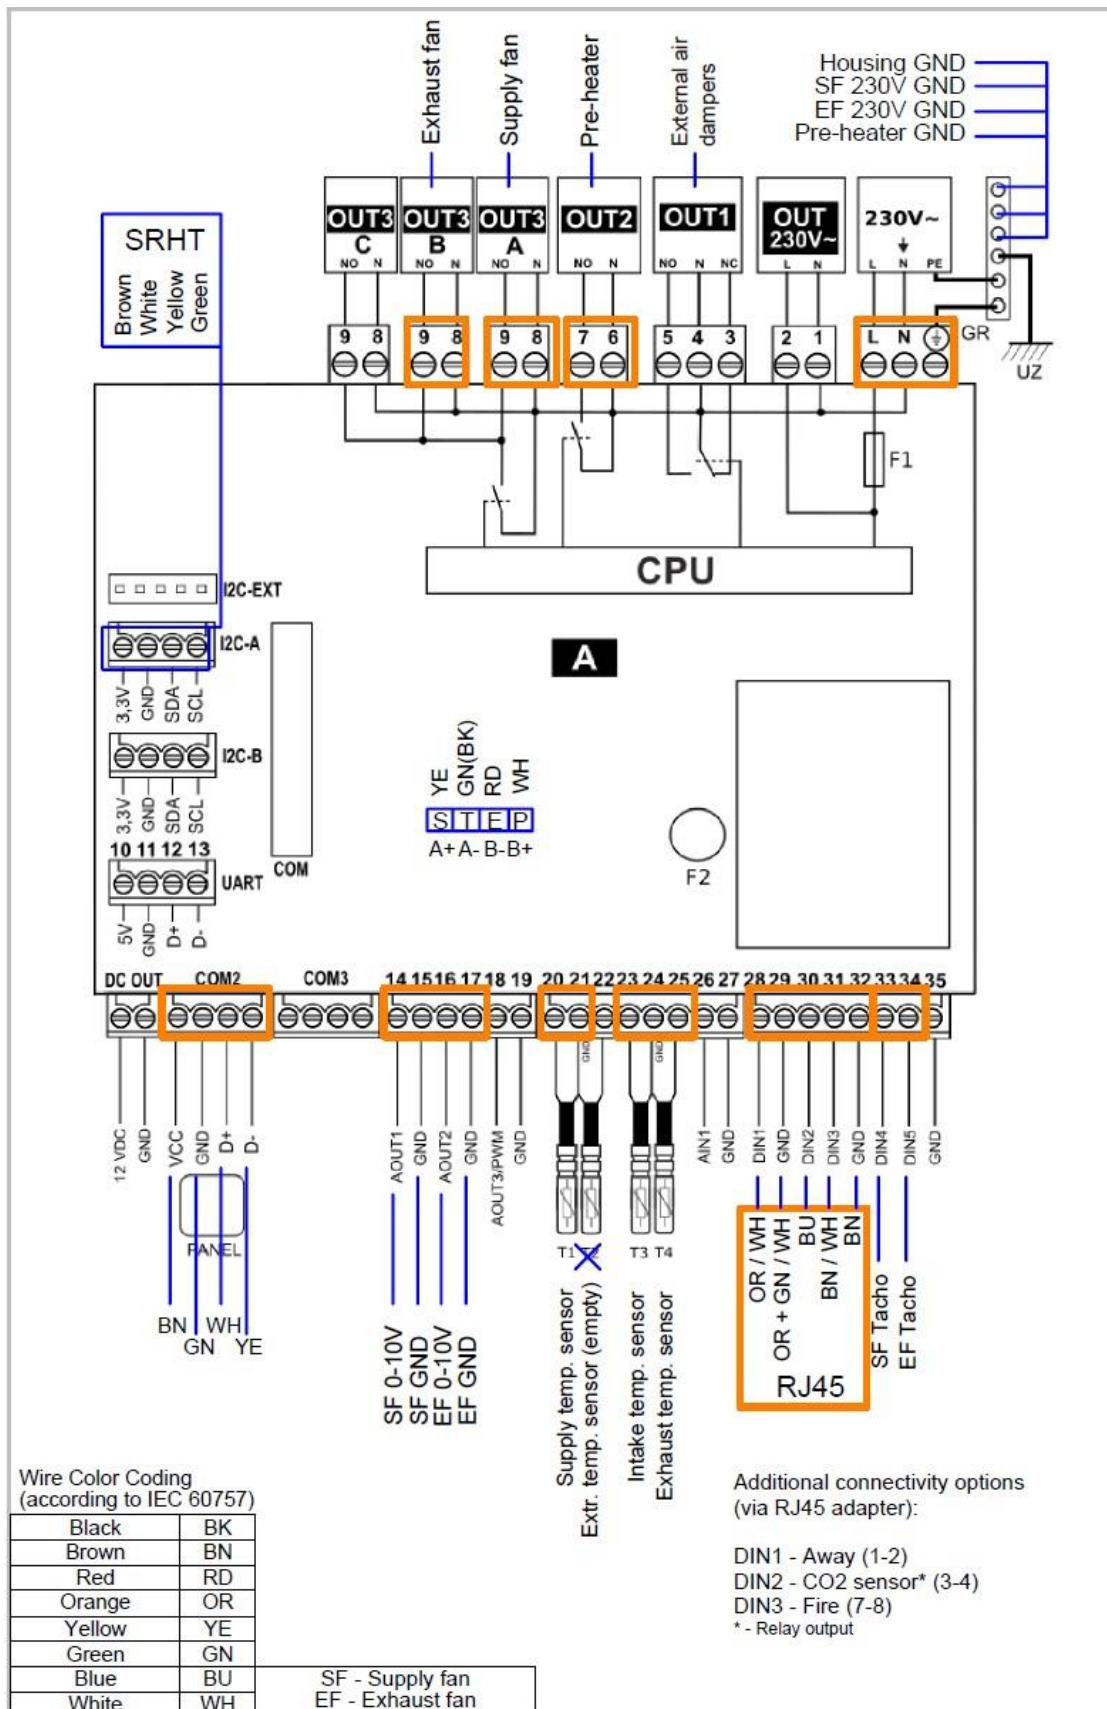 Exhaust fan
Supply fan
Pre-heater
External air
dampers
Housing GND
SF 230V GND
EF 230V GND
Pre-heater GND
SRHT
Brown
White
Yellow
Green
OUT3
C
NO N
OUT3
B
NO N
OUT3
A
NO N
OUT2
NO N
OUT1
NO N NC
OUT
230V~
L N
230V~
L N PE
9 8
9 8
9 8
7 6
5 4 3
2 1
L N
GR
UZ
F1
CPU
I2C-EXT
I2C-A
3,3V
GND
SDA
SCL
I2C-B
3,3V
GND
SDA
SCL
10 11 12 13
UART
5V
GND
D+
D-
COM
A
YE
GN(BK)
RD
WH
S T E P
A+ A- B- B+
F2
DC OUT
COM2
COM3
14 15 16 17 18 19
20 21 22 23 24 25 26 27
28 29 30 31 32 33 34 35
12 VDC
GND
VCC
GND
D+
D-
AOUT1
GND
AOUT2
GND
AOUT3/PWM
GND
GND
GND
AIN1
GND
DIN1
GND
DIN2
DIN3
GND
DIN4
DIN5
GND
PANEL
BN
GN
WH
YE
SF 0-10V
SF GND
EF 0-10V
EF GND
T1 T2
T3 T4
Supply temp. sensor
Extr. temp. sensor (empty)
Intake temp. sensor
Exhaust temp. sensor
OR / WH
OR + GN / WH
BU
BN / WH
BN
RJ45
SF Tacho
EF Tacho
Wire Color Coding
(according to IEC 60757)
Black BK
Brown BN
Red RD
Orange OR
Yellow YE
Green GN
Blue BU
White WH
SF - Supply fan
EF - Exhaust fan
Additional connectivity options
(via RJ45 adapter):
DIN1 - Away (1-2)
DIN2 - CO2 sensor* (3-4)
DIN3 - Fire (7-8)
* - Relay output